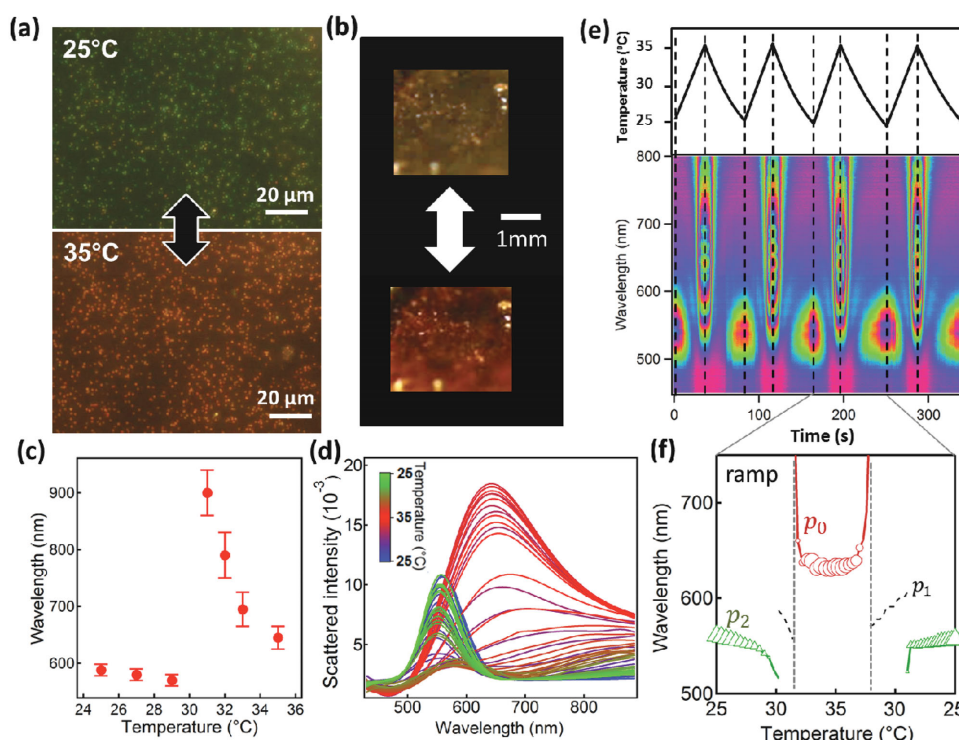 (a)
25°C
20 µm
35°C
20 µm
(b)
1mm
(c)
Wavelength (nm)
900
800
700
600
24 26 28 30 32 34 36
Temperature (°C)
(d)
Scattered intensity (10⁻³)
20
15
10
5
25
35
25
Temperature (°C)
500 600 700 800
Wavelength (nm)
(e)
Temperature (°C)
35
30
25
Wavelength (nm)
800
700
600
500
0 100 200 300
Time (s)
(f)
ramp
Wavelength (nm)
700
600
500
p₀
p₁
p₂
25 30 30 25
Temperature (°C)